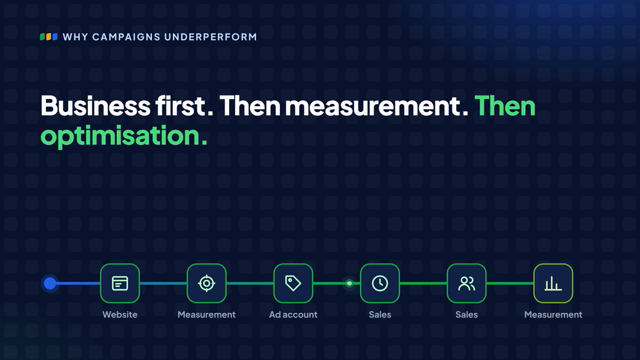 WHY CAMPAIGNS UNDERPERFORM
Business first. Then measurement. Then
optimisation.
Website
Measurement
Ad account
Sales
Sales
Measurement